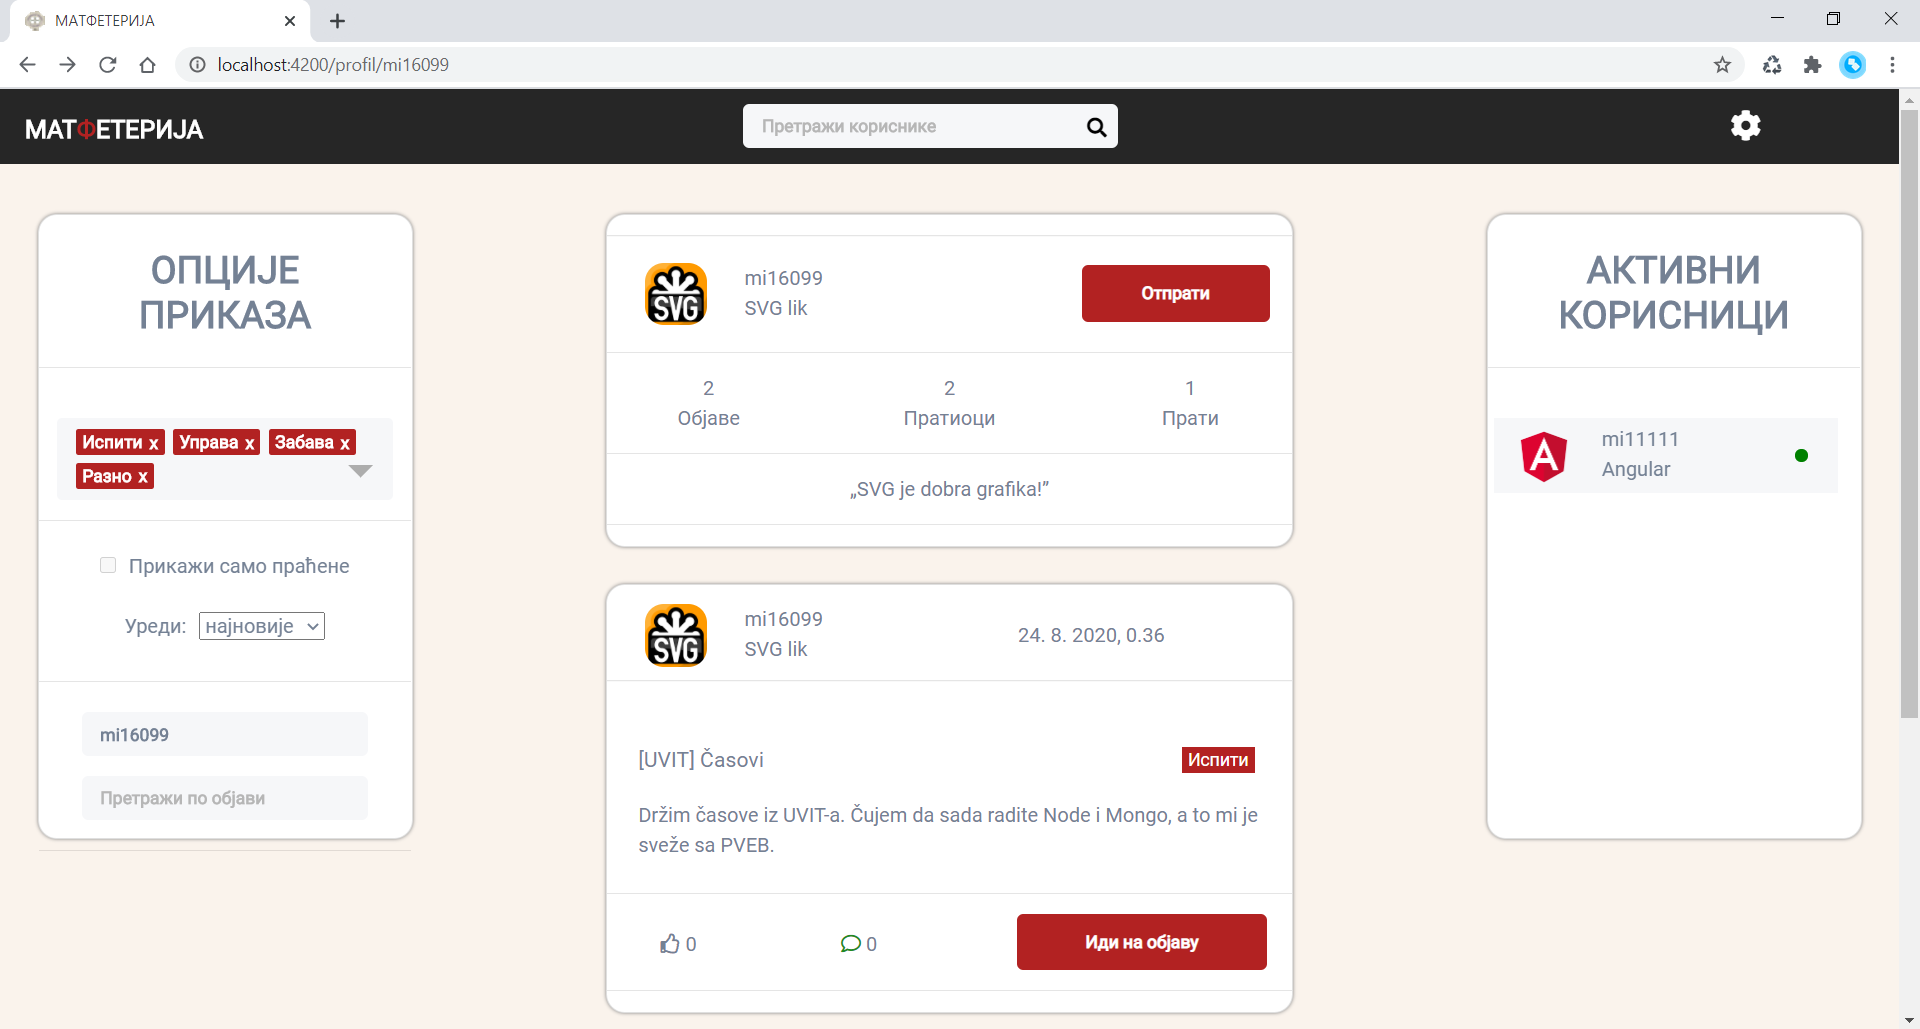 МАТФЕТЕРИЈА
localhost:4200/profil/mi16099
МАТФЕТЕРИЈА
Претражи кориснике
ОПЦИЈЕ
ПРИКАЗА
Испити x Управа x Забава x
Разно x
Прикажи само праћене
Уреди: најновије
mi16099
Претражи по објави
SVG
mi16099
SVG lik
Отпрати
2 2 1
Објаве Пратиоци Прати
„SVG je dobra grafika!”
SVG
mi16099
SVG lik
24. 8. 2020, 0.36
[UVIT] Časovi Испити
Držim časove iz UVIT-a. Čujem da sada radite Node i Mongo, a to mi je
sveže sa PVEB.
0 0 Иди на објаву
АКТИВНИ
КОРИСНИЦИ
A
mi11111
Angular